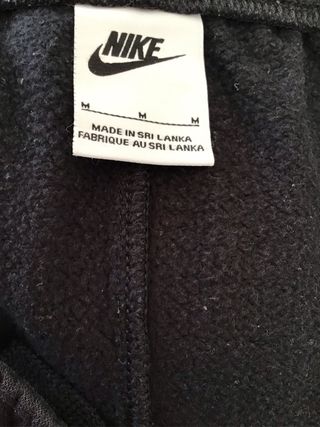 NIKE
M M M
MADE IN SRI LANKA
FABRIQUE AU SRI LANKA